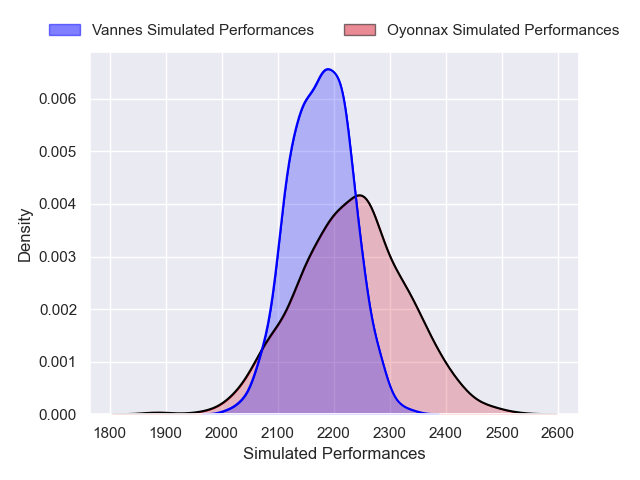 Vannes Simulated Performances
Oyonnax Simulated Performances
0.006
0.005
0.004
0.003
0.002
0.001
0.000
Density
1800 1900 2000 2100 2200 2300 2400 2500 2600
Simulated Performances